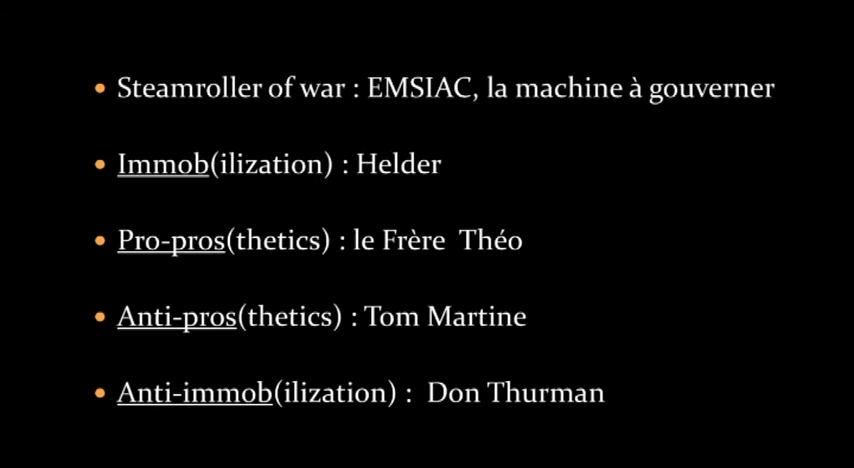 • Steamroller of war : EMSIAC, la machine à gouverner
• Immob(ilization) : Helder
• Pro-pros(thetics) : le Frère Théo
• Anti-pros(thetics) : Tom Martine
• Anti-immob(ilization) : Don Thurman